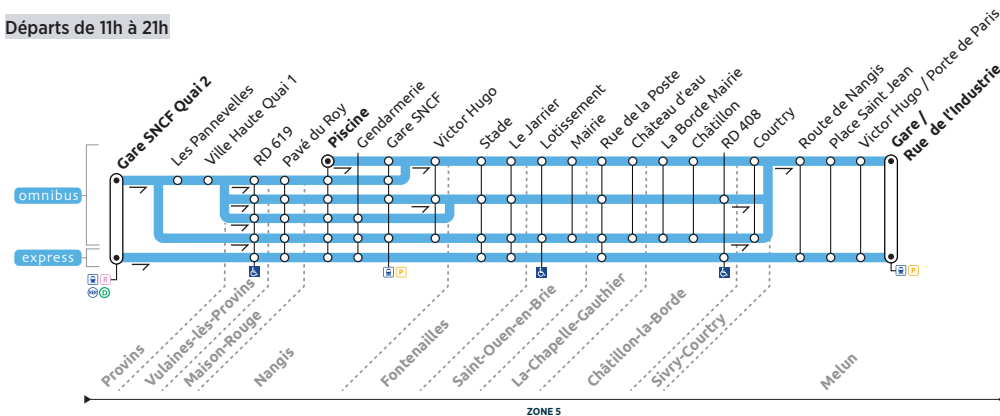 Départs de 11h à 21h
Gare SNCF Quai 2
Les Pannevelles
Ville Haute Quai 1
RD 619
Pavé du Roy
Piscine
Gendarmerie
Gare SNCF
Victor Hugo
Stade
Le Jarrier
Lotissement
Mairie
Rue de la Poste
Château d'eau
La Borde Mairie
Châtillon
RD 408
Courtry
Route de Nangis
Place Saint Jean
Victor Hugo / Porte de Paris
Gare /
Rue de l'Industrie
omnibus
express
R
P
P
RER D
Provins
Vulaines-lès-Provins
Maison-Rouge
Nangis
Fontenailles
Saint-Ouen-en-Brie
La-Chapelle-Gauthier
Châtillon-la-Borde
Sivry-Courtry
Melun
ZONE 5